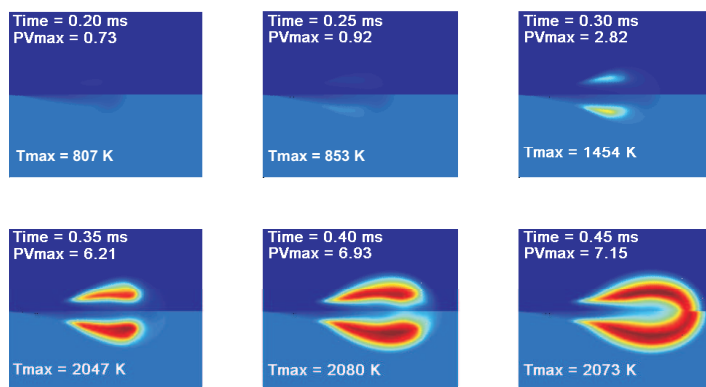 Time = 0.20 ms
PVmax = 0.73
Tmax = 807 K
Time = 0.25 ms
PVmax = 0.92
Tmax = 853 K
Time = 0.30 ms
PVmax = 2.82
Tmax = 1454 K
Time = 0.35 ms
PVmax = 6.21
Tmax = 2047 K
Time = 0.40 ms
PVmax = 6.93
Tmax = 2080 K
Time = 0.45 ms
PVmax = 7.15
Tmax = 2073 K